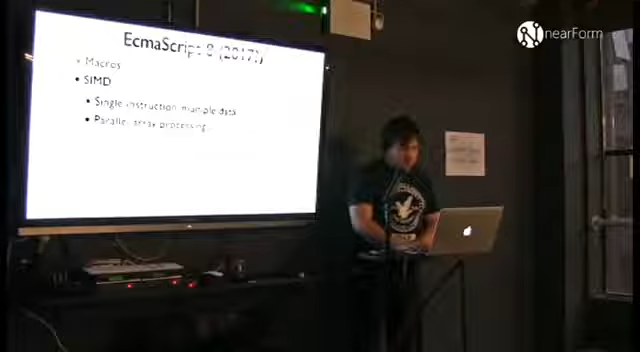 EcmaScript 8 (2017?)
• Macros
• SIMD
• Single instruction multiple data
• Parallel array processing.
nearForm